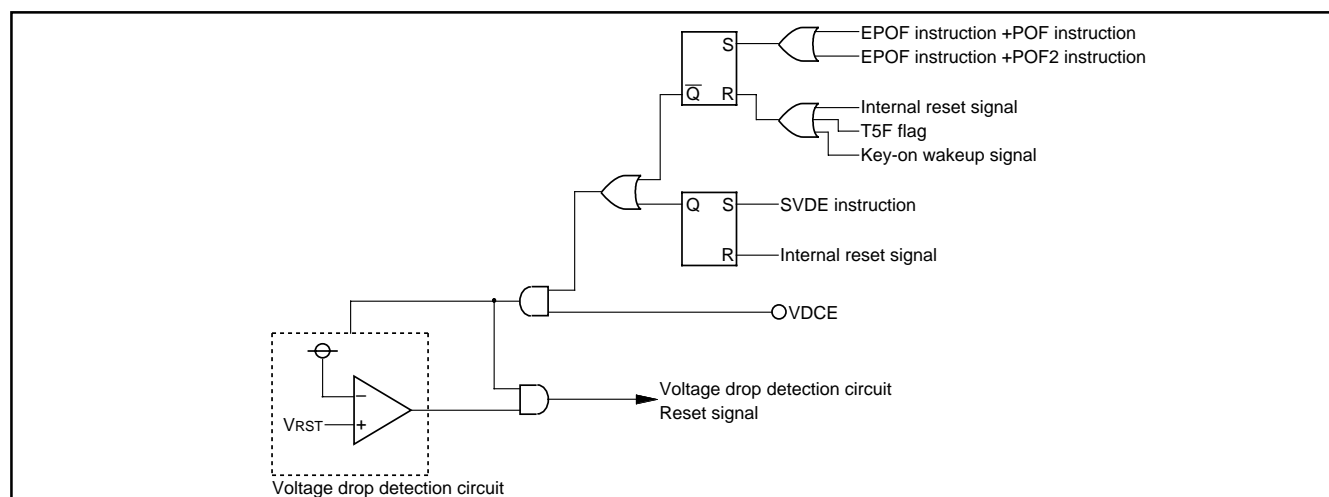 EPOF instruction +POF instruction
S
EPOF instruction +POF2 instruction
Q R
Internal reset signal
T5F flag
Key-on wakeup signal
Q S
SVDE instruction
R
Internal reset signal
VDCE
−
VRST
+
Voltage drop detection circuit
Reset signal
Voltage drop detection circuit